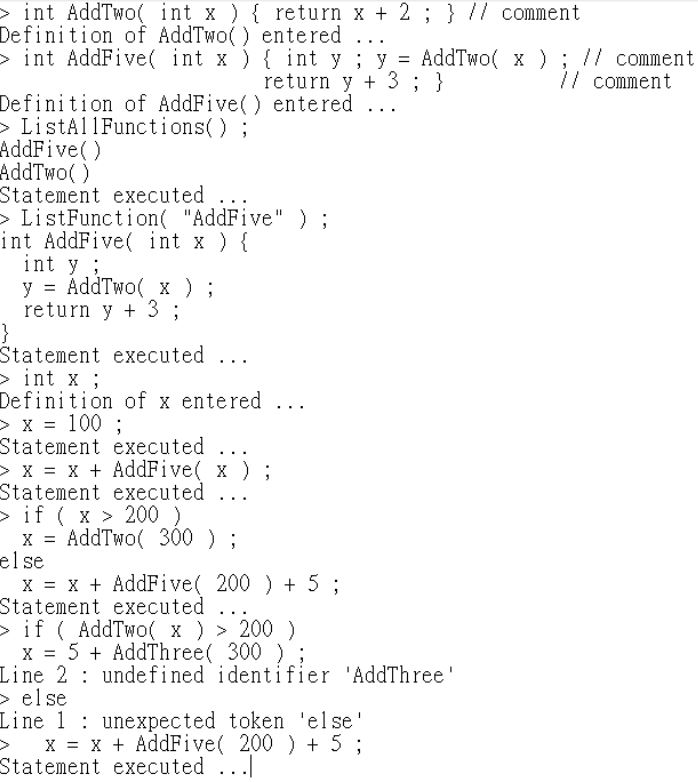 > int AddTwo( int x ) { return x + 2 ; } // comment
Definition of AddTwo() entered ...
> int AddFive( int x ) { int y ; y = AddTwo( x ) ; // comment
                       return y + 3 ; }          // comment
Definition of AddFive() entered ...
> ListAllFunctions() ;
AddFive()
AddTwo()
Statement executed ...
> ListFunction( "AddFive" ) ;
int AddFive( int x ) {
  int y ;
  y = AddTwo( x ) ;
  return y + 3 ;
}
Statement executed ...
> int x ;
Definition of x entered ...
> x = 100 ;
Statement executed ...
> x = x + AddFive( x ) ;
Statement executed ...
> if ( x > 200 )
  x = AddTwo( 300 ) ;
else
  x = x + AddFive( 200 ) + 5 ;
Statement executed ...
> if ( AddTwo( x ) > 200 )
  x = 5 + AddThree( 300 ) ;
Line 2 : undefined identifier 'AddThree'
> else
Line 1 : unexpected token 'else'
>   x = x + AddFive( 200 ) + 5 ;
Statement executed ...